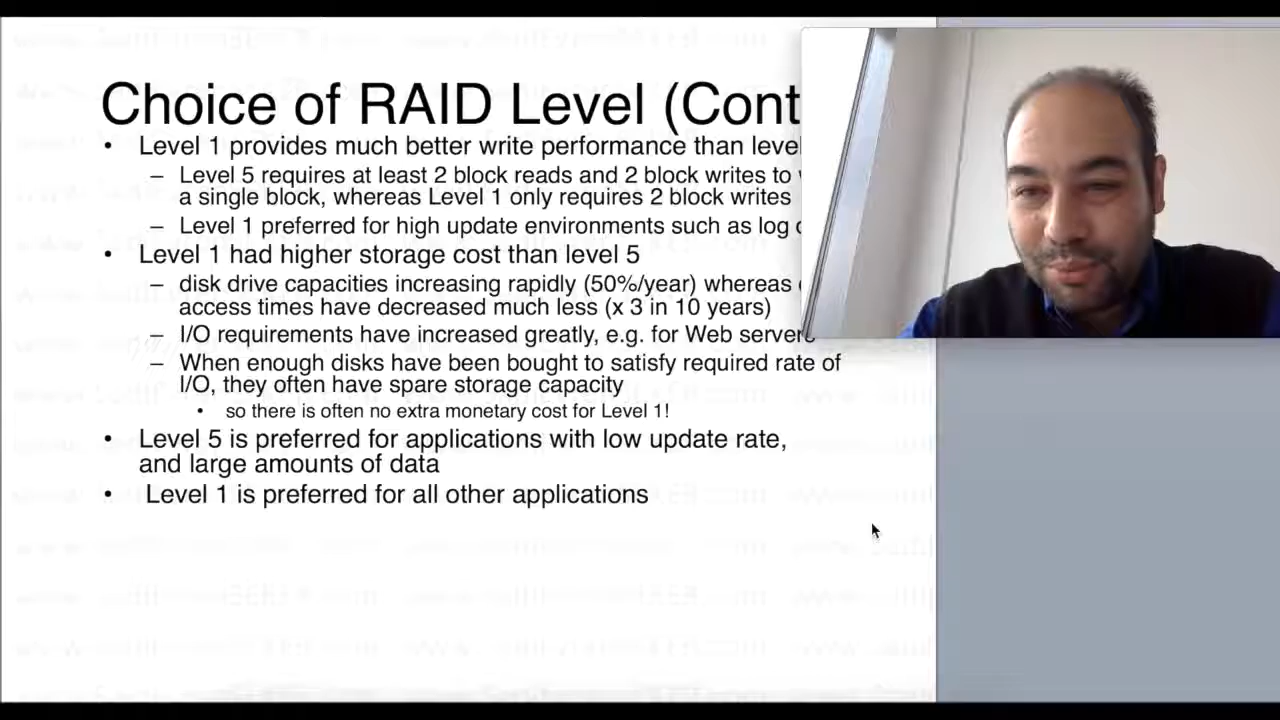 Choice of RAID Level (Cont
• Level 1 provides much better write performance than level
– Level 5 requires at least 2 block reads and 2 block writes to
a single block, whereas Level 1 only requires 2 block writes
– Level 1 preferred for high update environments such as log
• Level 1 had higher storage cost than level 5
– disk drive capacities increasing rapidly (50%/year) whereas
access times have decreased much less (x 3 in 10 years)
– I/O requirements have increased greatly, e.g. for Web servers
– When enough disks have been bought to satisfy required rate of
I/O, they often have spare storage capacity
• so there is often no extra monetary cost for Level 1!
• Level 5 is preferred for applications with low update rate,
and large amounts of data
• Level 1 is preferred for all other applications